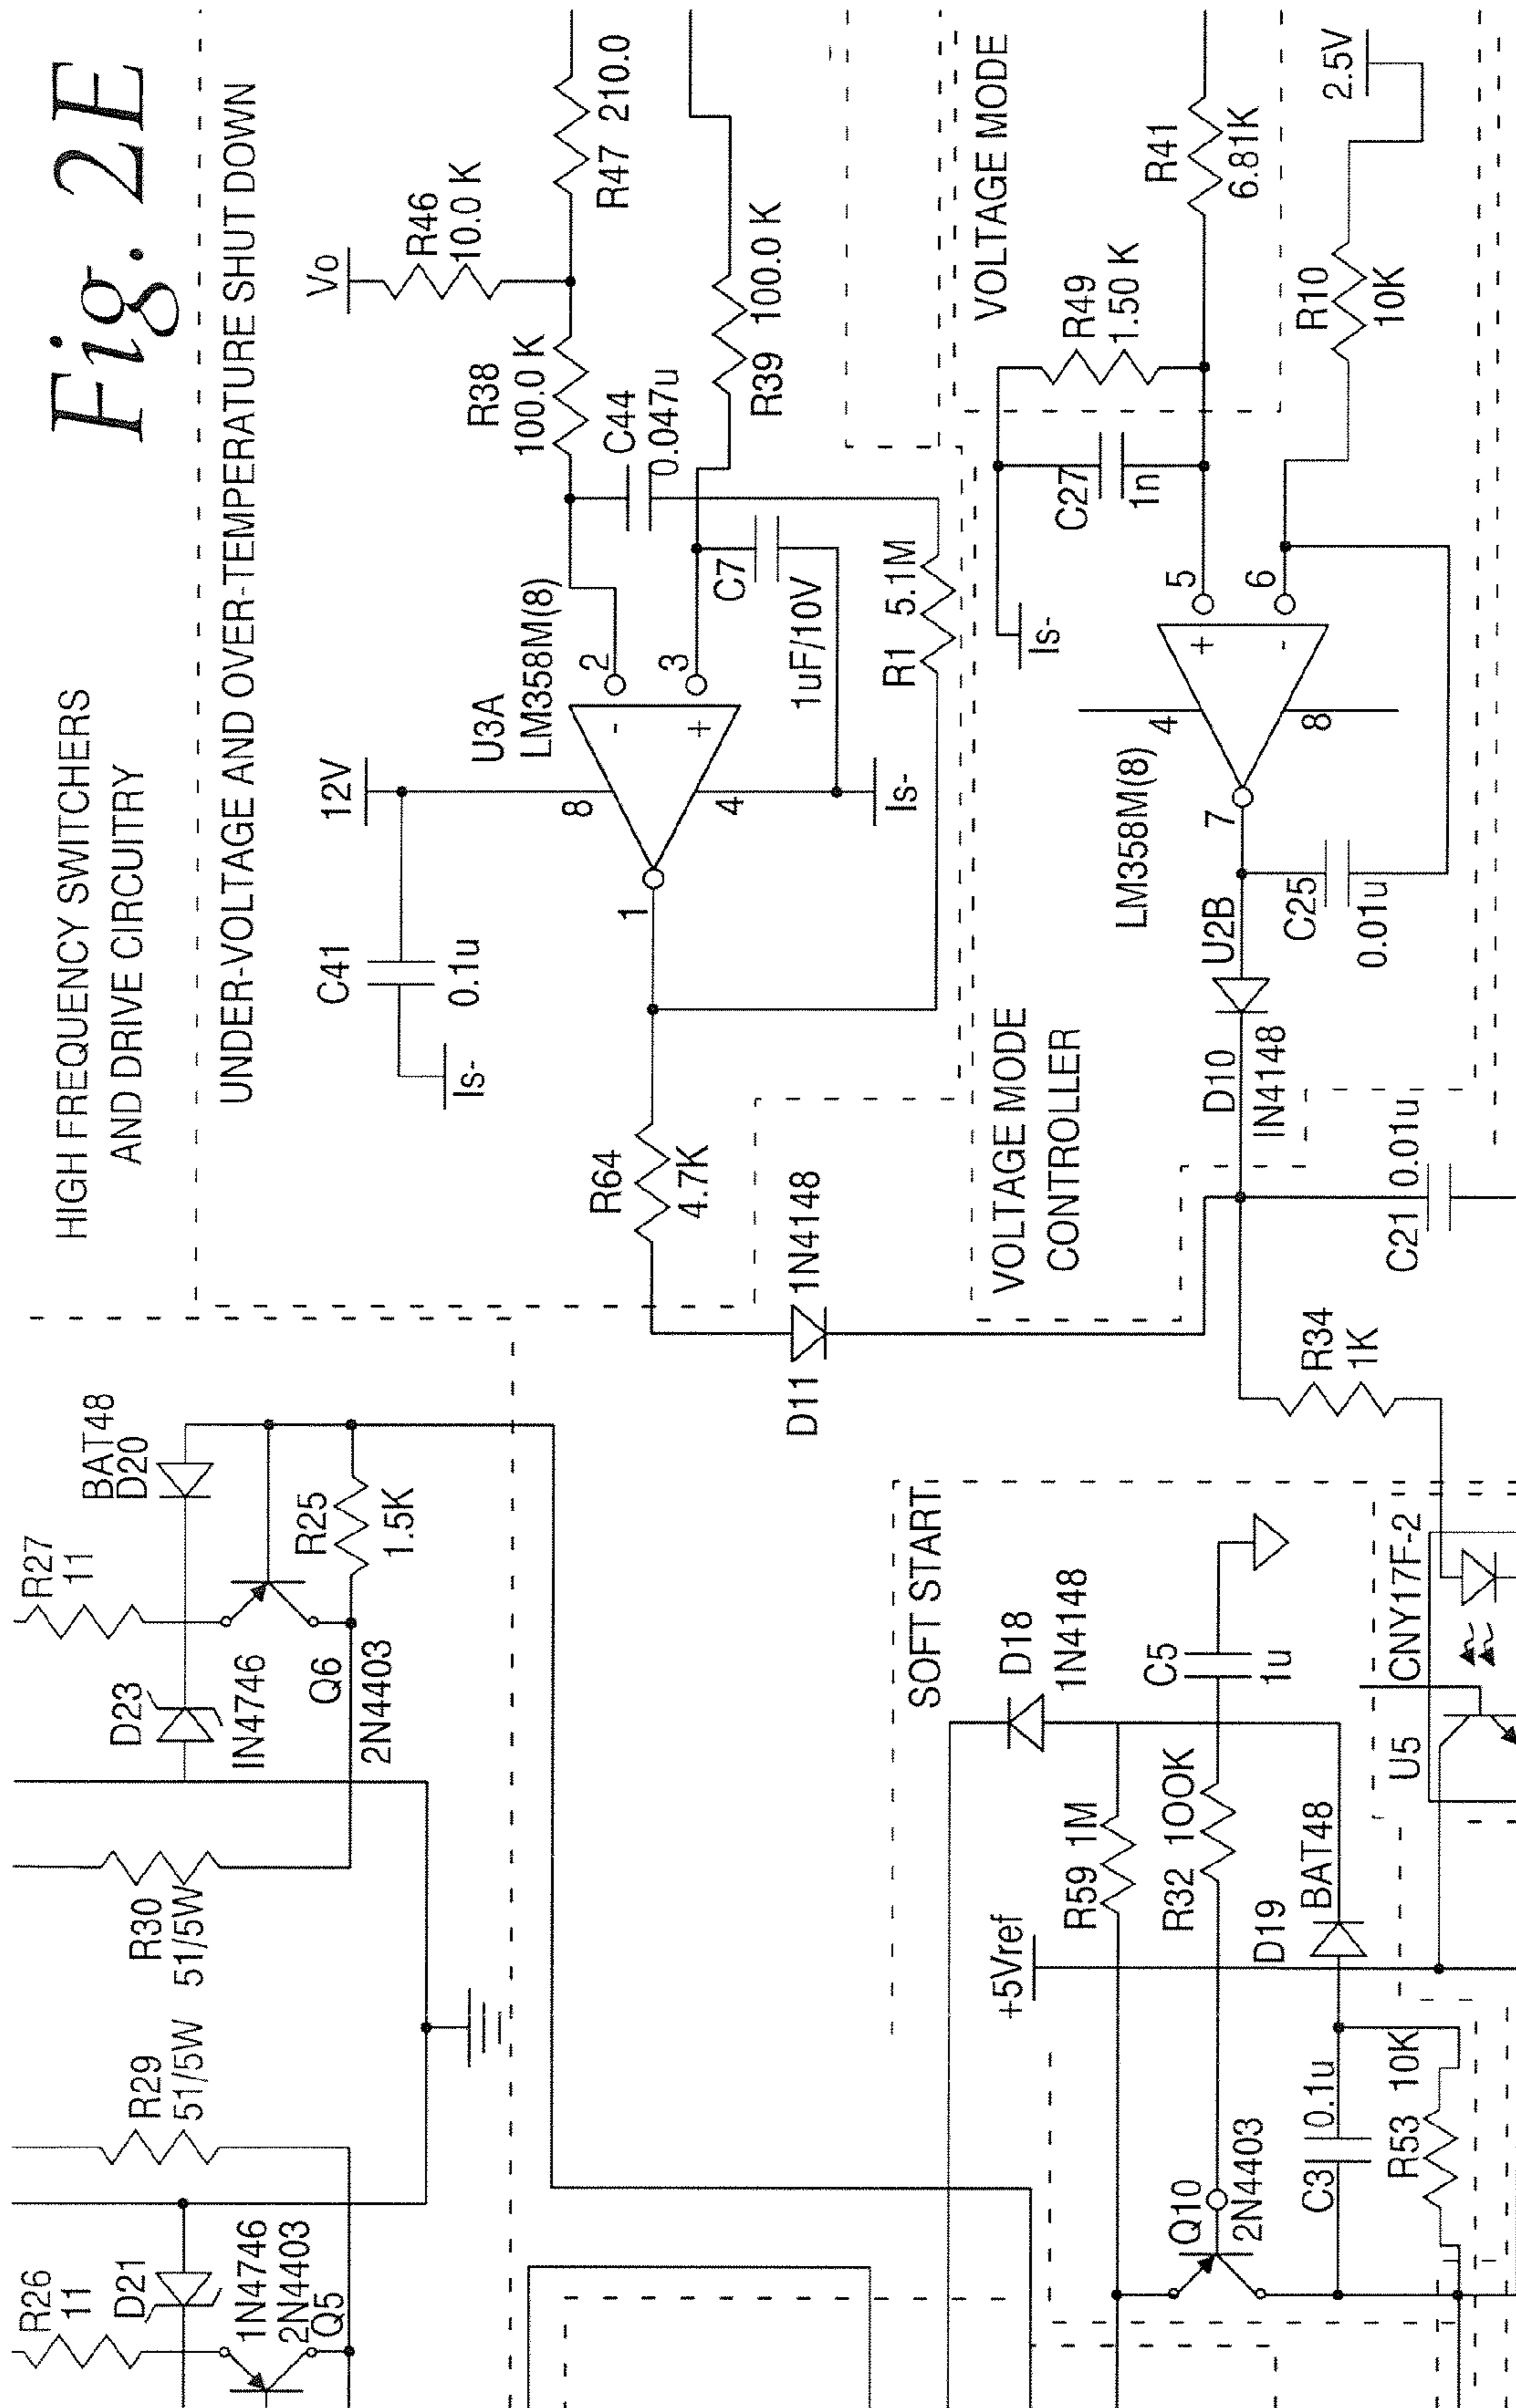 Fig. 2E
HIGH FREQUENCY SWITCHERS
AND DRIVE CIRCUITRY
UNDER-VOLTAGE AND OVER-TEMPERATURE SHUT DOWN
Vo
R46
10.0 K
R47 210.0
R38
100.0 K
C44
0.047u
R39 100.0 K
12V
C41
0.1u
Is-
U3A
LM358M(8)
2
3
-
+
8
4
1
C7
1uF/10V
Is-
R1 5.1M
R64
4.7K
D11 1N4148
VOLTAGE MODE
R41
6.81K
R49
1.50 K
C27
1n
Is-
2.5V
R10
10K
VOLTAGE MODE
CONTROLLER
LM358M(8)
5
6
+
-
4
8
7
U2B
C25
0.01u
D10
IN4148
C21 0.01u
R34
1K
BAT48
D20
R27
11
R25
1.5K
D23
IN4746
Q6
2N4403
R30
51/5W
R29
51/5W
R26
11
D21
1N4746
2N4403
Q5
SOFT START
D18
1N4148
C5
1u
R59 1M
R32 100K
+5Vref
D19
BAT48
CNY17F-2
U5
Q10
2N4403
C3 0.1u
R53 10K